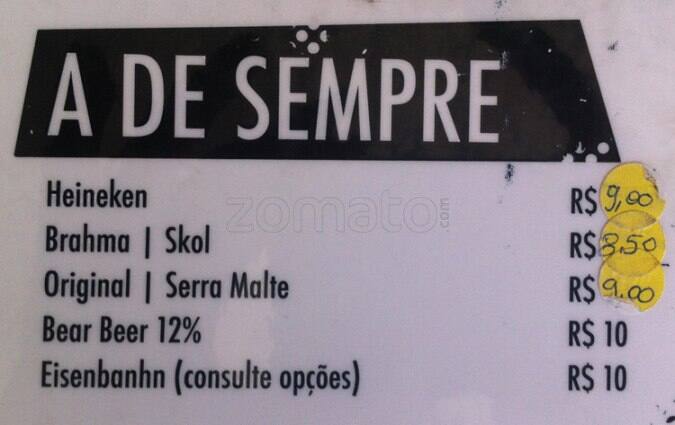 A DE SEMPRE
Heineken R$ 9,00
zomato.com
Brahma | Skol R$ 8.50
Original | Serra Malte R$ 9.00
Bear Beer 12% R$ 10
Eisenbanhn (consulte opções) R$ 10